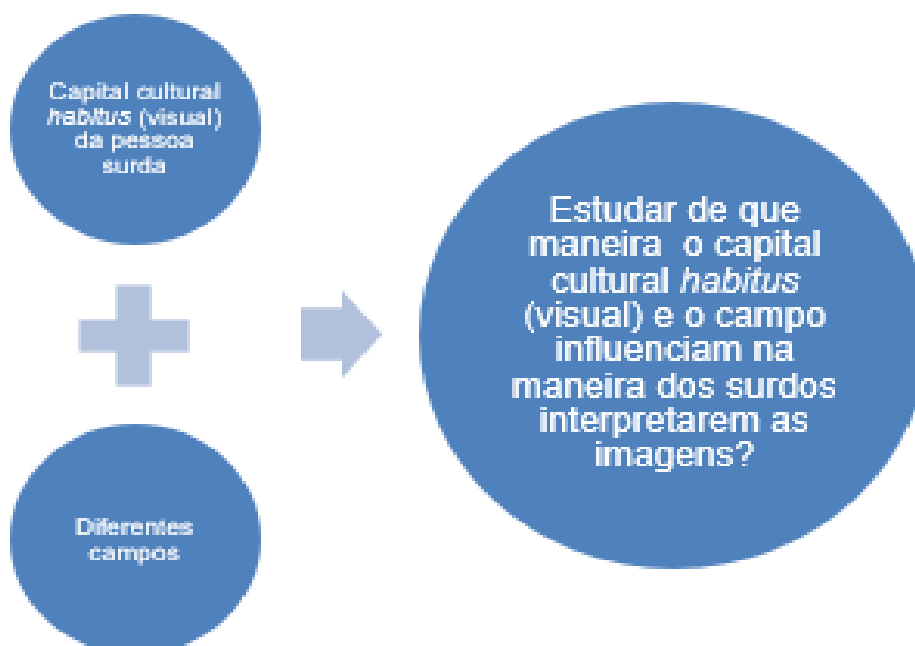 Capital cultural
habitus (visual)
da pessoa
surda
Diferentes
campos
Estudar de que
maneira o capital
cultural habitus
(visual) e o campo
influenciam na
maneira dos surdos
interpretarem as
imagens?